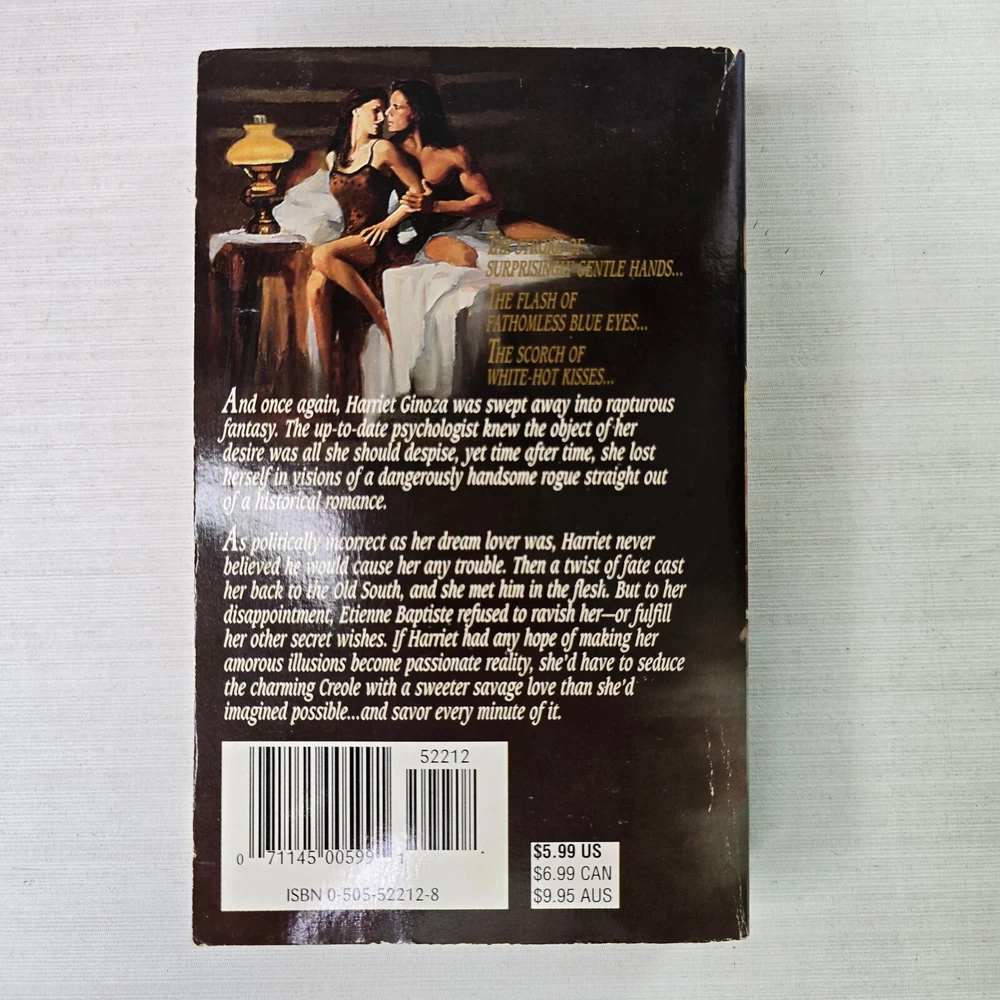 THE STROKE OF
SURPRISINGLY GENTLE HANDS...
THE FLASH OF
FATHOMLESS BLUE EYES...
THE SCORCH OF
WHITE-HOT KISSES...
And once again, Harriet Ginoza was swept away into rapturous
fantasy. The up-to-date psychologist knew the object of her
desire was all she should despise, yet time after time, she lost
herself in visions of a dangerously handsome rogue straight out
of a historical romance.
As politically incorrect as her dream lover was, Harriet never
believed he would cause her any trouble. Then a twist of fate cast
her back to the Old South, and she met him in the flesh. But to her
disappointment, Etienne Baptiste refused to ravish her—or fulfill
her other secret wishes. If Harriet had any hope of making her
amorous illusions become passionate reality, she'd have to seduce
the charming Creole with a sweeter savage love than she'd
imagined possible...and savor every minute of it.
52212
0 71145 00599 1
ISBN 0-505-52212-8
$5.99 US
$6.99 CAN
$9.95 AUS